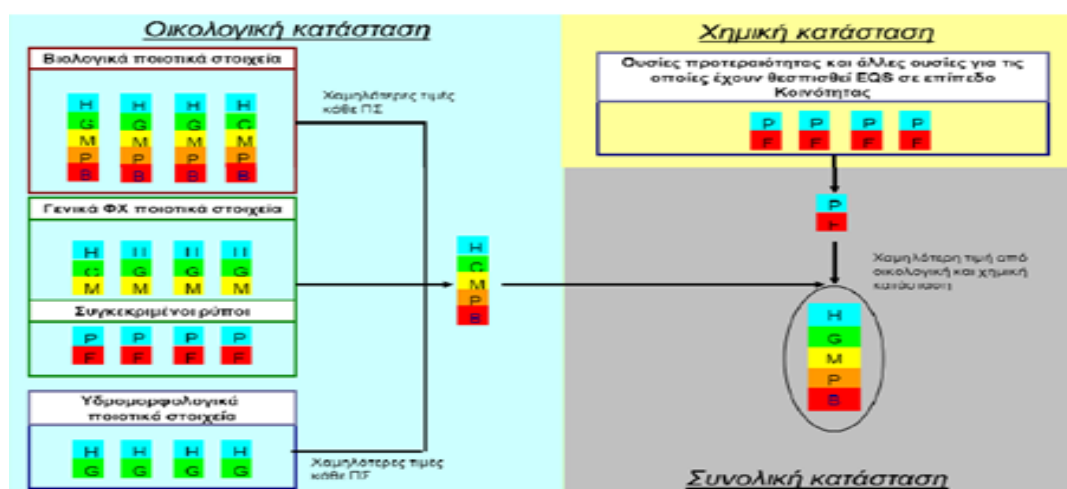 Οικολογική κατάσταση
Βιολογικά ποιοτικά στοιχεία
H H H H
G G G C
M M M M
P P P P
B B B B
Χαμηλότερες τιμές
κάθε ΠΣ
Γενικά ΦΧ ποιοτικά στοιχεία
H H H H
C G G G
M M M M
Συγκεκριμένοι ρύποι
P P P P
F F F F
Υδρομορφολογικά
ποιοτικά στοιχεία
H H H H
G G G G
Χαμηλότερες τιμές
κάθε ΠΣ
H
C
M
P
B
Χημική κατάσταση
Ουσίες προτεραιότητας και άλλες ουσίες για τις
οποίες έχουν θεσπισθεί EQS σε επίπεδο
Κοινότητας
P P P P
F F F F
P
F
Χαμηλότερη τιμή από
οικολογική και χημική
κατάσταση
H
G
M
P
B
Συνολική κατάσταση